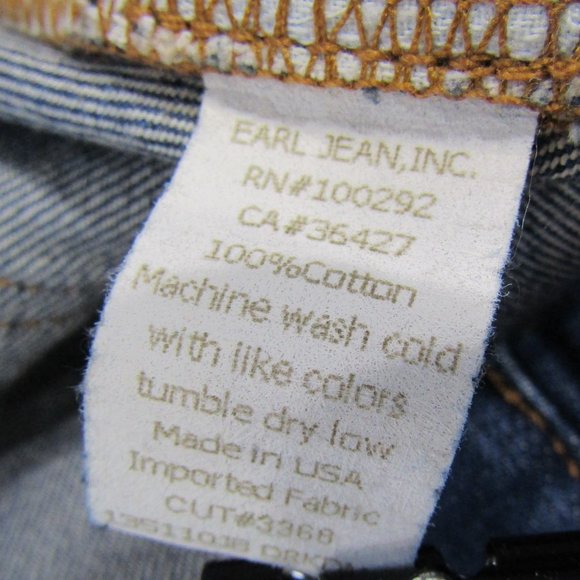 EARL JEAN,INC.
RN#100292
CA#36427
100%Cotton
Machine wash cold
with like colors
tumble dry low
Made in USA
Imported Fabric
CUT#3368